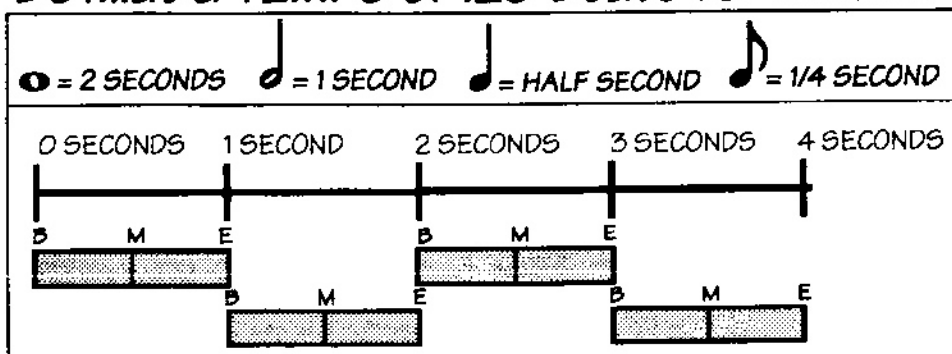 = 2 SECONDS = 1 SECOND = HALF SECOND = 1/4 SECOND
0 SECONDS 1 SECOND 2 SECONDS 3 SECONDS 4 SECONDS
B M E B M E
B M E B M E